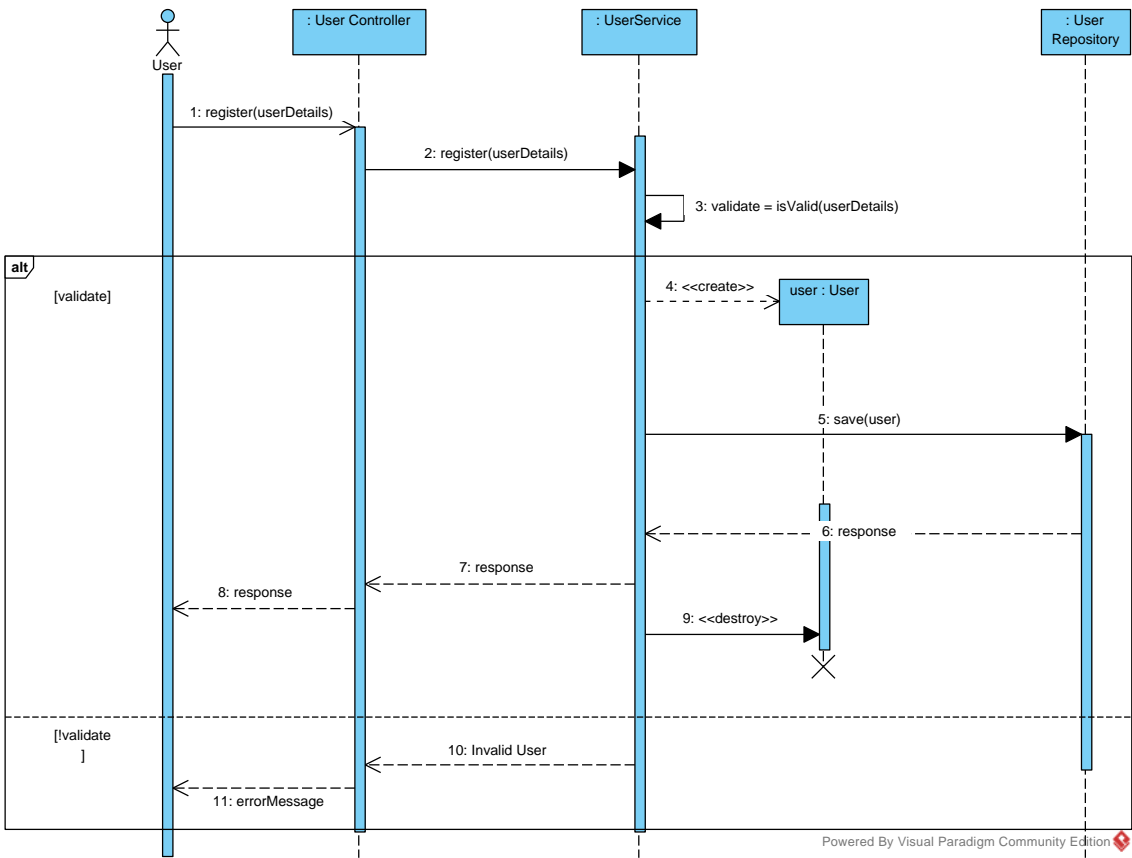 : User Controller
: UserService
: User
Repository
User
1: register(userDetails)
2: register(userDetails)
3: validate = isValid(userDetails)
alt
[validate]
4: <<create>>
user : User
5: save(user)
6: response
7: response
8: response
9: <<destroy>>
[!validate
]
10: Invalid User
11: errorMessage
Powered By Visual Paradigm Community Edition